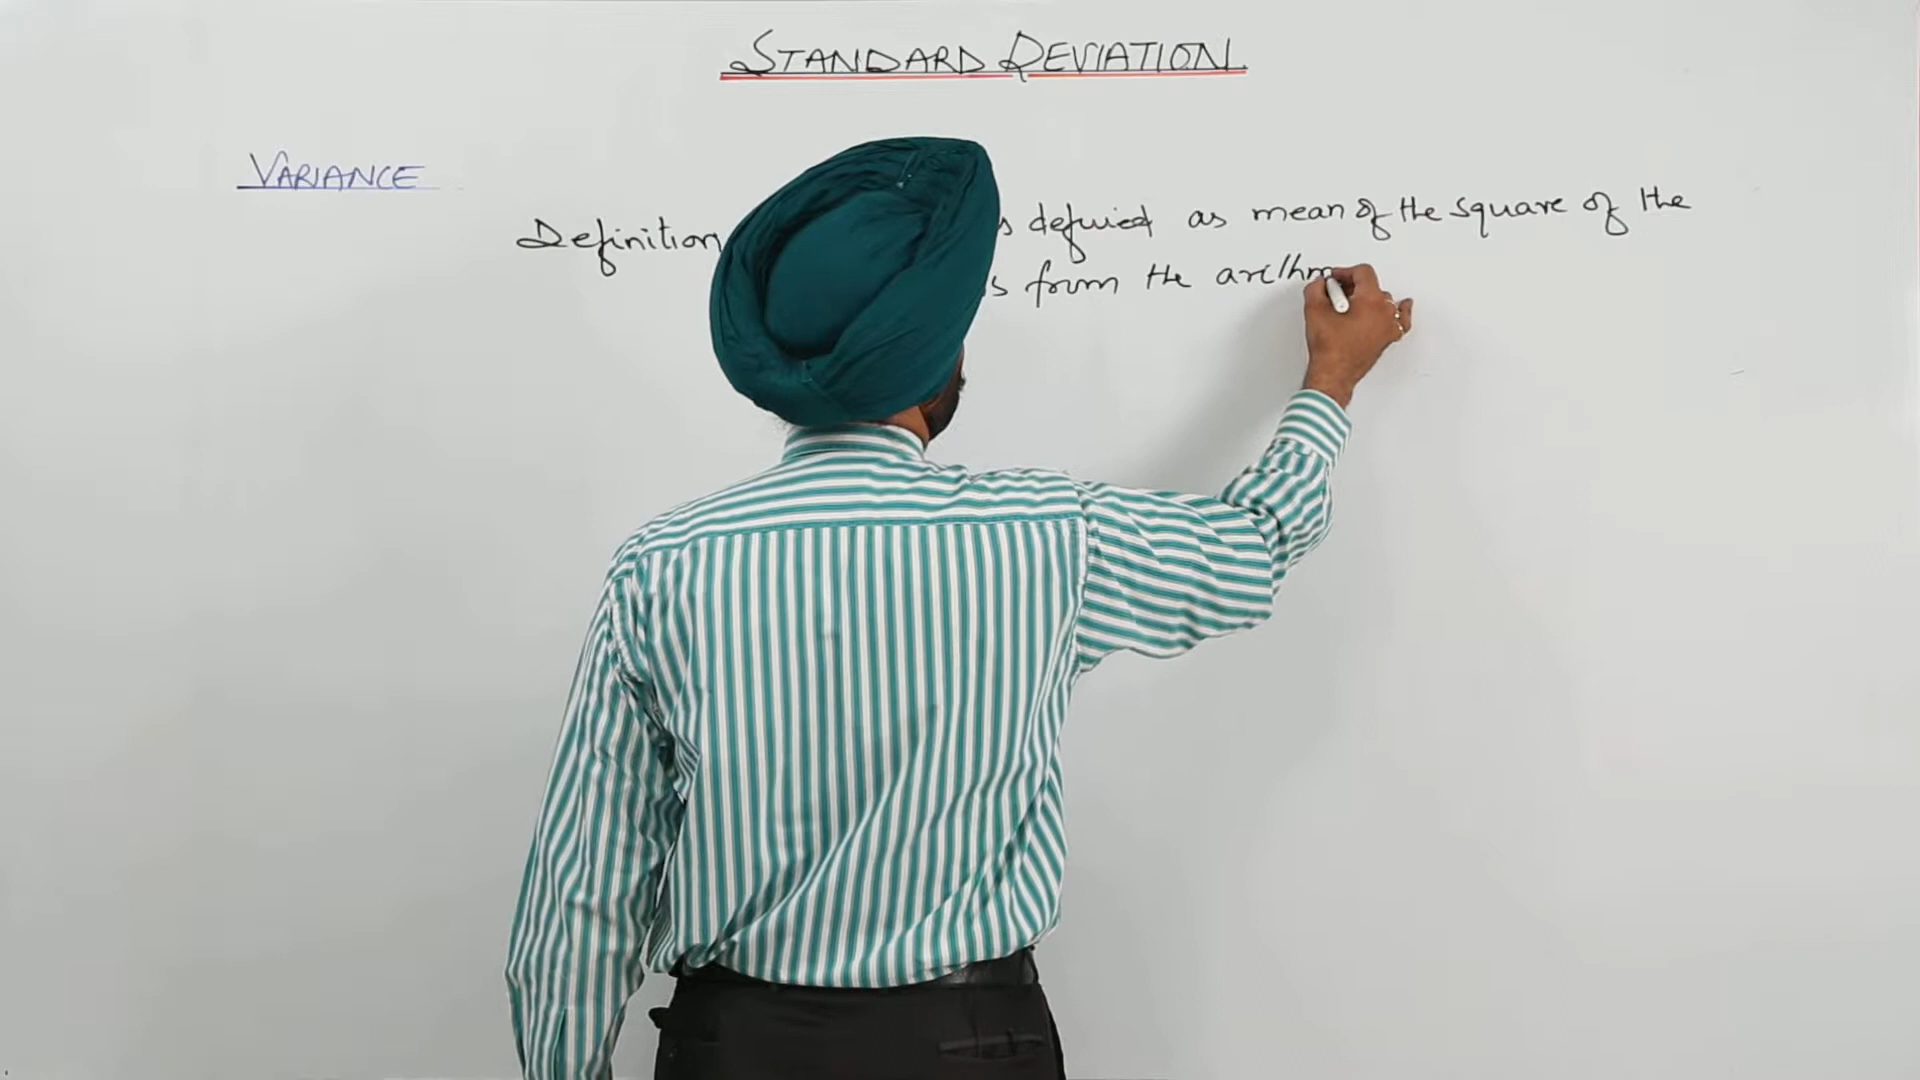 STANDARD DEVIATION
VARIANCE
Definition defined as mean of the square of the
from the arithm